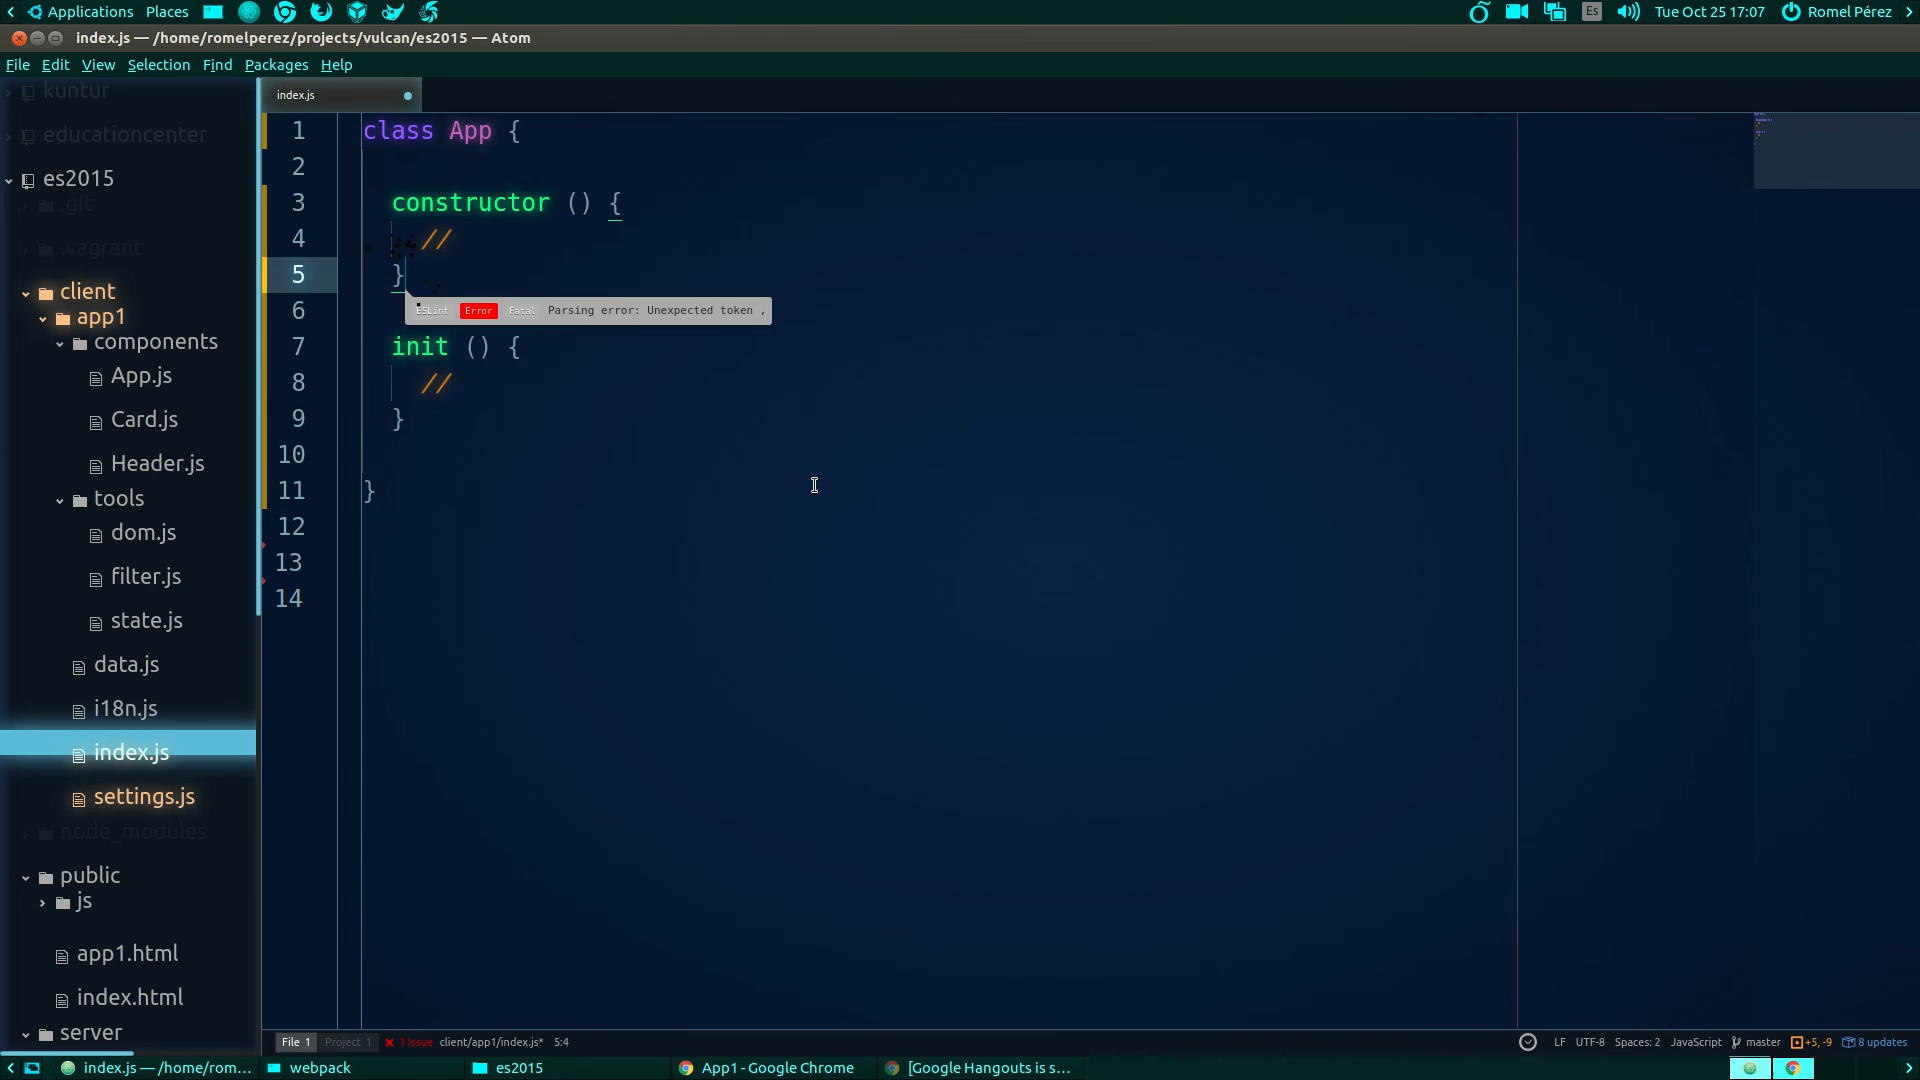 Applications Places Es Tue Oct 25 17:07 Romel Pérez
index.js — /home/romelperez/projects/vulcan/es2015 — Atom
File Edit View Selection Find Packages Help
kuntur
educationcenter
es2015
.git
.vagrant
client
app1
components
App.js
Card.js
Header.js
tools
dom.js
filter.js
state.js
data.js
i18n.js
index.js
settings.js
node_modules
public
js
app1.html
index.html
server
index.js
1 class App {
2
3 constructor () {
4 //
5 }
ESLint Error Fatal Parsing error: Unexpected token ,
6
7 init () {
8 //
9 }
10
11 }
12
13
14
File 1 Project 1 1 Issue client/app1/index.js* 5:4 LF UTF-8 Spaces: 2 JavaScript master +5, -9 8 updates
index.js — /home/rom... webpack es2015 App1 - Google Chrome [Google Hangouts is s...